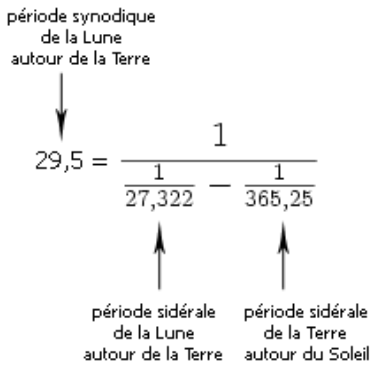 période synodique
de la Lune
autour de la Terre
29,5 = 1
1 − 1
27,322 365,25
période sidérale
de la Lune
autour de la Terre
période sidérale
de la Terre
autour du Soleil